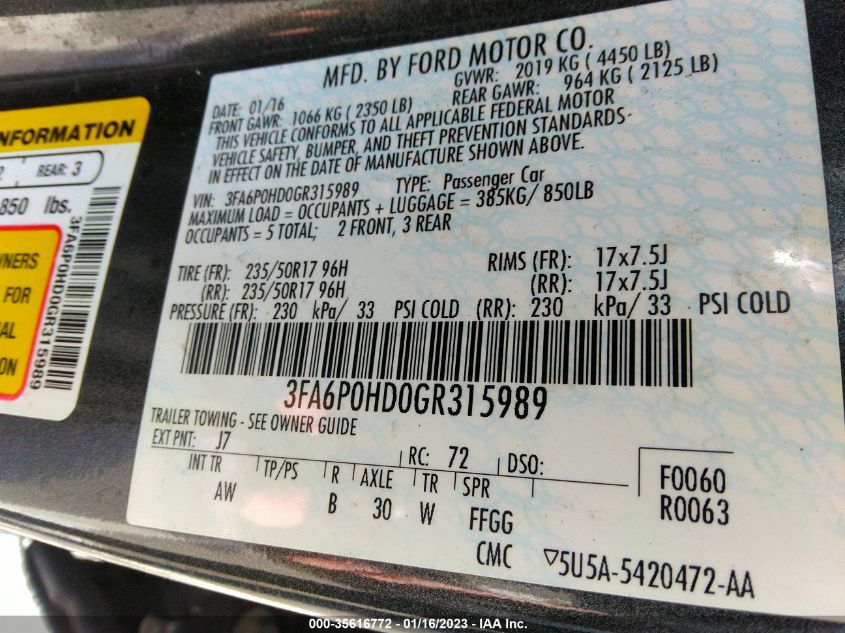 NFORMATION
2 REAR: 3
850 lbs.
WNERS
FOR
AL
ON
3FA6P0HD0GR315989
MFD. BY FORD MOTOR CO.
DATE: 01/16 GVWR: 2019 KG ( 4450 LB)
FRONT GAWR: 1066 KG ( 2350 LB) REAR GAWR: 964 KG ( 2125 LB)
THIS VEHICLE CONFORMS TO ALL APPLICABLE FEDERAL MOTOR
VEHICLE SAFETY, BUMPER, AND THEFT PREVENTION STANDARDS
IN EFFECT ON THE DATE OF MANUFACTURE SHOWN ABOVE.
VIN: 3FA6P0HD0GR315989 TYPE: Passenger Car
MAXIMUM LOAD = OCCUPANTS + LUGGAGE = 385KG/ 850LB
OCCUPANTS = 5 TOTAL; 2 FRONT, 3 REAR
TIRE (FR): 235/50R17 96H RIMS (FR): 17x7.5J
(RR): 235/50R17 96H (RR): 17x7.5J
PRESSURE (FR): 230 kPa/ 33 PSI COLD (RR): 230 kPa/ 33 PSI COLD
3FA6P0HD0GR315989
TRAILER TOWING - SEE OWNER GUIDE
EXT PNT: J7 RC: 72 DSO:
INT TR TP/PS R AXLE TR SPR F0060
AW B 30 W FFGG R0063
CMC ▽5U5A-5420472-AA
000-35616772 - 01/16/2023 - IAA Inc.